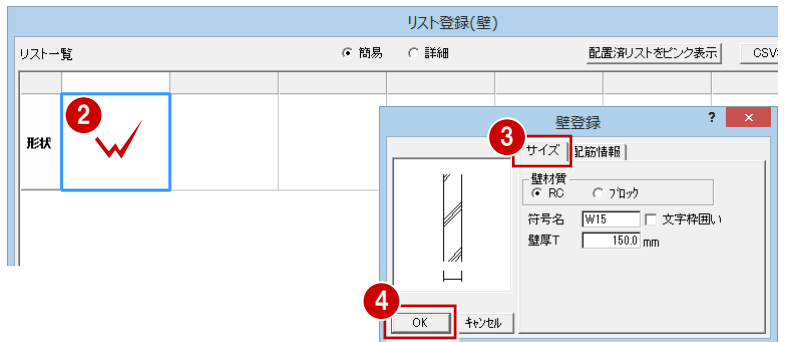 リスト登録(壁)
リスト一覧 簡易 詳細 配置済リストをピンク表示 CSV
2
形状
壁登録 ? ×
3
サイズ 配筋情報
壁材質
RC ブロック
符号名 W15 文字枠囲い
壁厚T 150.0 mm
4
OK キャンセル